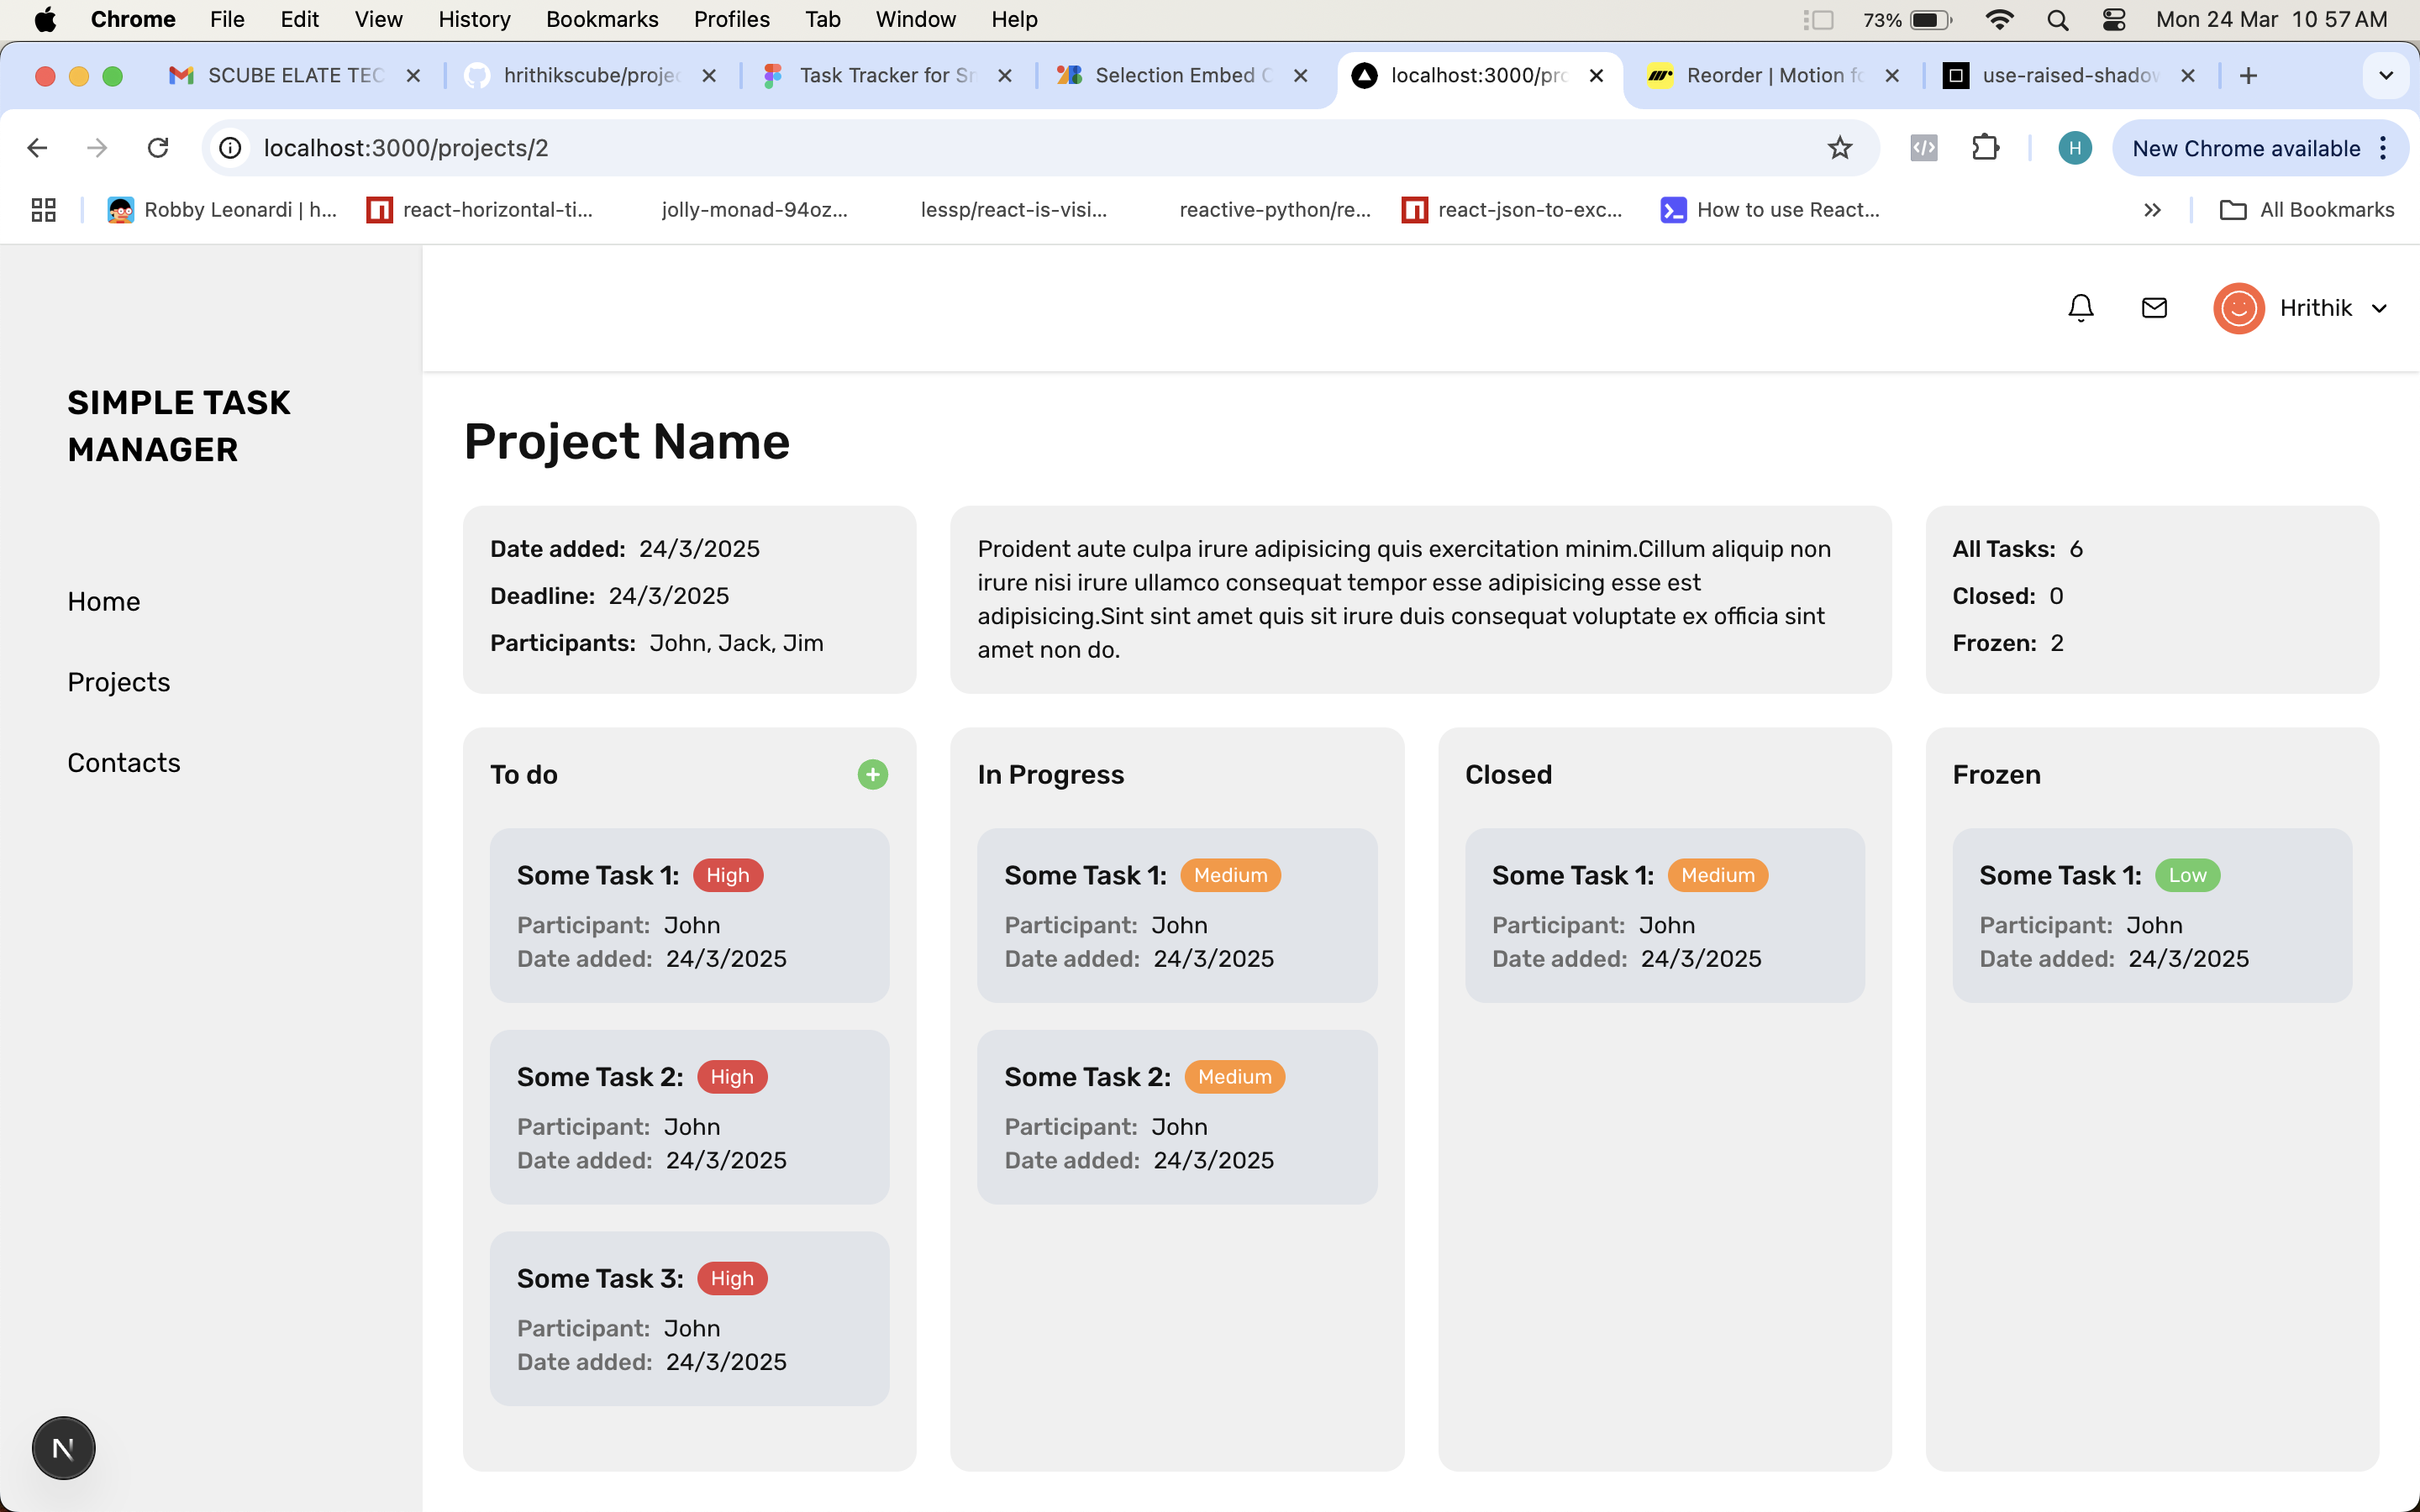 Chrome File Edit View History Bookmarks Profiles Tab Window Help 73% Mon 24 Mar 10 57 AM
SCUBE ELATE TEC hrithikscube/projec Task Tracker for Sm Selection Embed C localhost:3000/pro Reorder | Motion fo use-raised-shadow
localhost:3000/projects/2 H New Chrome available
Robby Leonardi | h... react-horizontal-ti... jolly-monad-94oz... lessp/react-is-visi... reactive-python/re... react-json-to-exc... How to use React... All Bookmarks
Hrithik
SIMPLE TASK
MANAGER
Home
Projects
Contacts
N
Project Name
Date added: 24/3/2025
Deadline: 24/3/2025
Participants: John, Jack, Jim
Proident aute culpa irure adipisicing quis exercitation minim.Cillum aliquip non
irure nisi irure ullamco consequat tempor esse adipisicing esse est
adipisicing.Sint sint amet quis sit irure duis consequat voluptate ex officia sint
amet non do.
All Tasks: 6
Closed: 0
Frozen: 2
To do
Some Task 1: High
Participant: John
Date added: 24/3/2025
Some Task 2: High
Participant: John
Date added: 24/3/2025
Some Task 3: High
Participant: John
Date added: 24/3/2025
In Progress
Some Task 1: Medium
Participant: John
Date added: 24/3/2025
Some Task 2: Medium
Participant: John
Date added: 24/3/2025
Closed
Some Task 1: Medium
Participant: John
Date added: 24/3/2025
Frozen
Some Task 1: Low
Participant: John
Date added: 24/3/2025